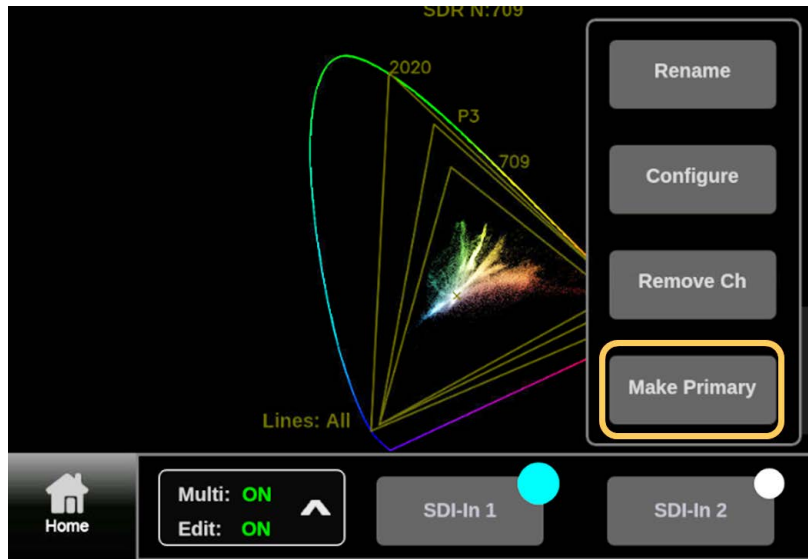 SDR N:709
2020
P3
709
Lines: All
Rename
Configure
Remove Ch
Make Primary
Home
Multi: ON
Edit: ON
SDI-In 1
SDI-In 2